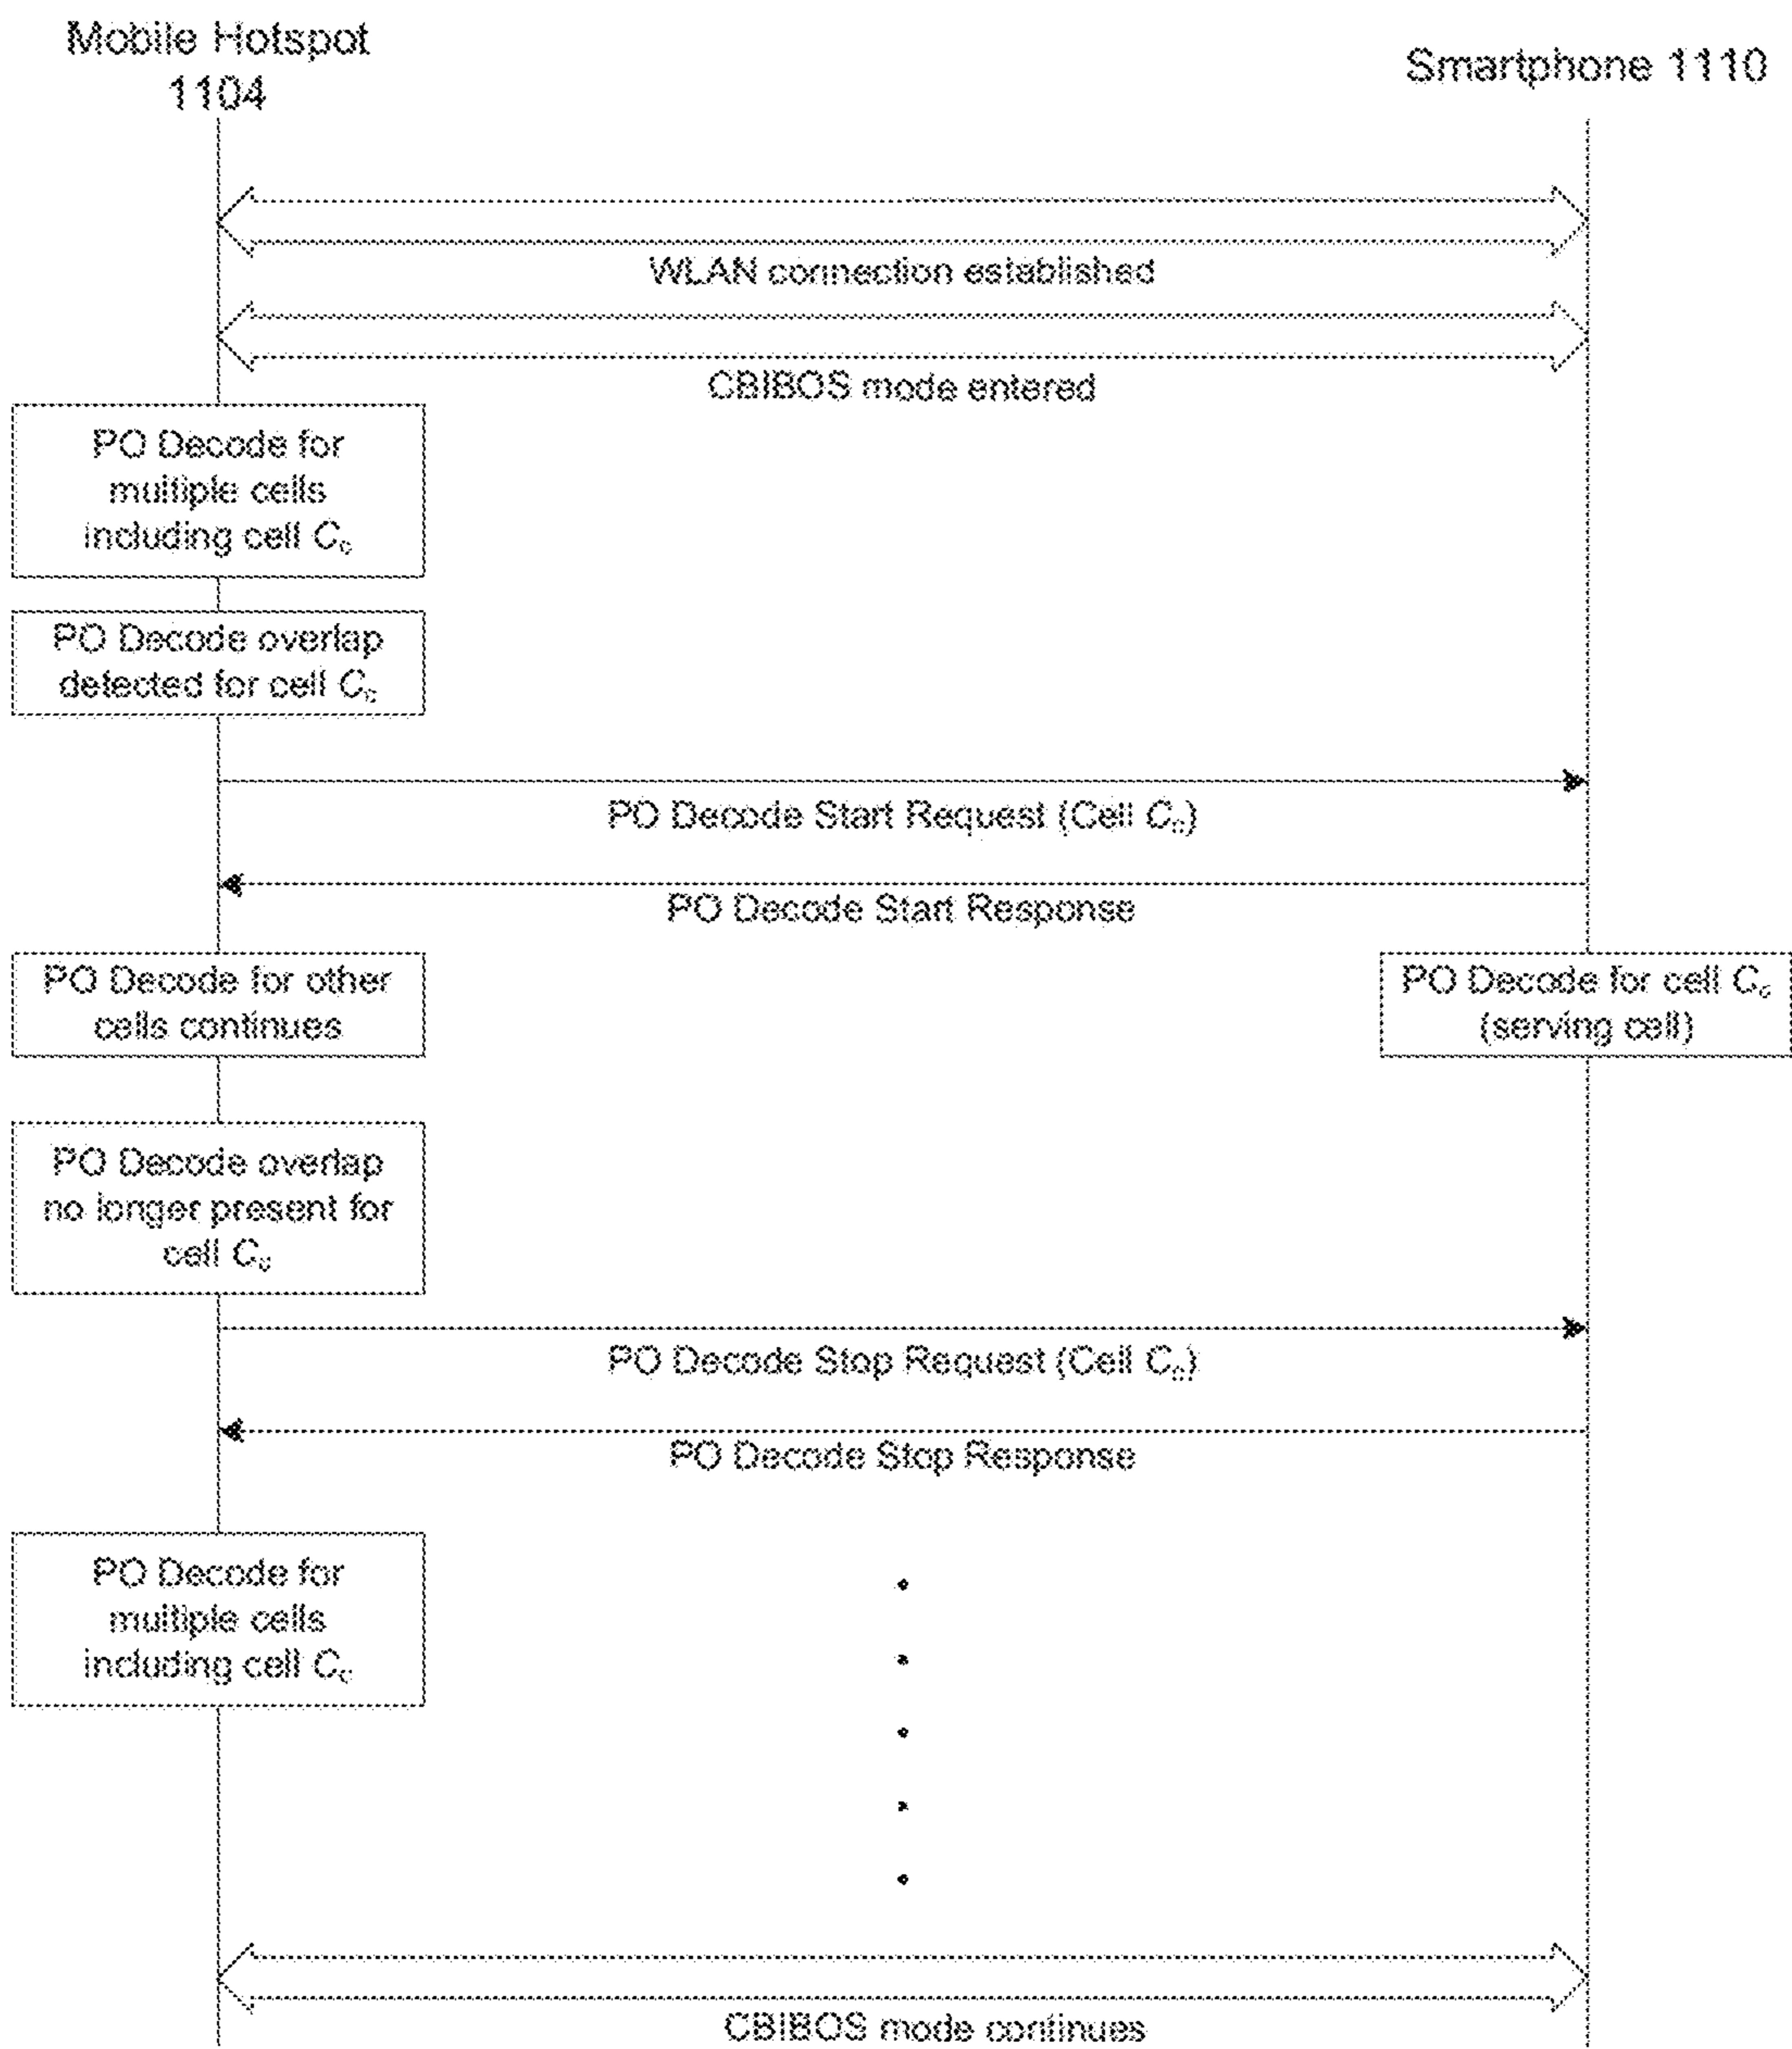 Mobile Hotspot
1104
Smartphone 1110
WLAN connection established
CBIBOS mode entered
PO Decode for
multiple cells
including cell Cc
PO Decode overlap
detected for cell Cc
PO Decode Start Request (Cell Cc)
PO Decode Start Response
PO Decode for other
cells continues
PO Decode for cell Cc
(serving cell)
PO Decode overlap
no longer present for
cell Cc
PO Decode Stop Request (Cell Cc)
PO Decode Stop Response
PO Decode for
multiple cells
including cell Cc
CBIBOS mode continues